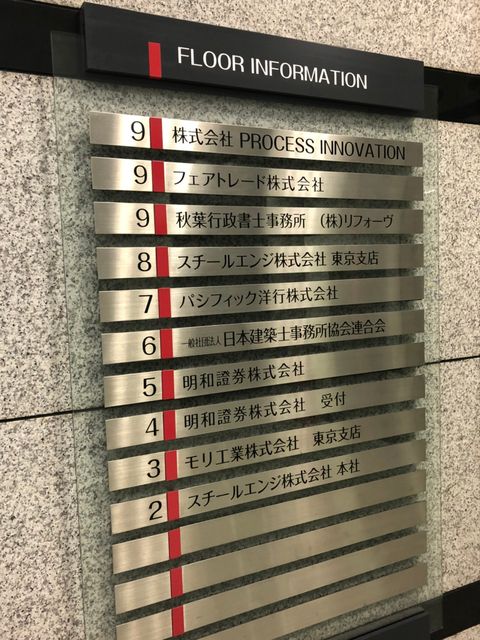 FLOOR INFORMATION
9 株式会社 PROCESS INNOVATION
9 フェアトレード株式会社
9 秋葉行政書士事務所 (株)リフォーヴ
8 スチールエンジ株式会社 東京支店
7 パシフィック洋行株式会社
6 一般社団法人 日本建築士事務所協会連合会
5 明和證券株式会社
4 明和證券株式会社 受付
3 モリ工業株式会社 東京支店
2 スチールエンジ株式会社 本社